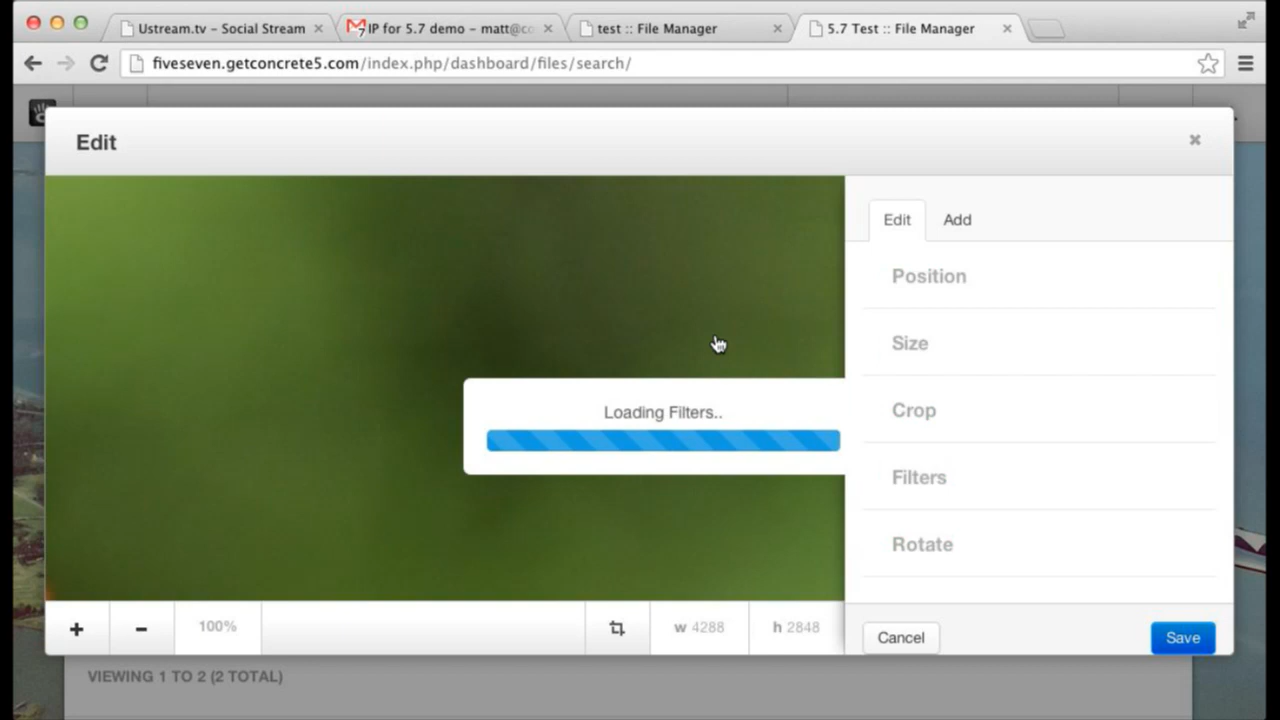 Ustream.tv - Social Stream
IP for 5.7 demo - matt@co
test :: File Manager
5.7 Test :: File Manager
fiveseven.getconcrete5.com/index.php/dashboard/files/search/
Edit
Edit
Add
Position
Size
Loading Filters..
Crop
Filters
Rotate
100%
w 4288
h 2848
Cancel
Save
VIEWING 1 TO 2 (2 TOTAL)